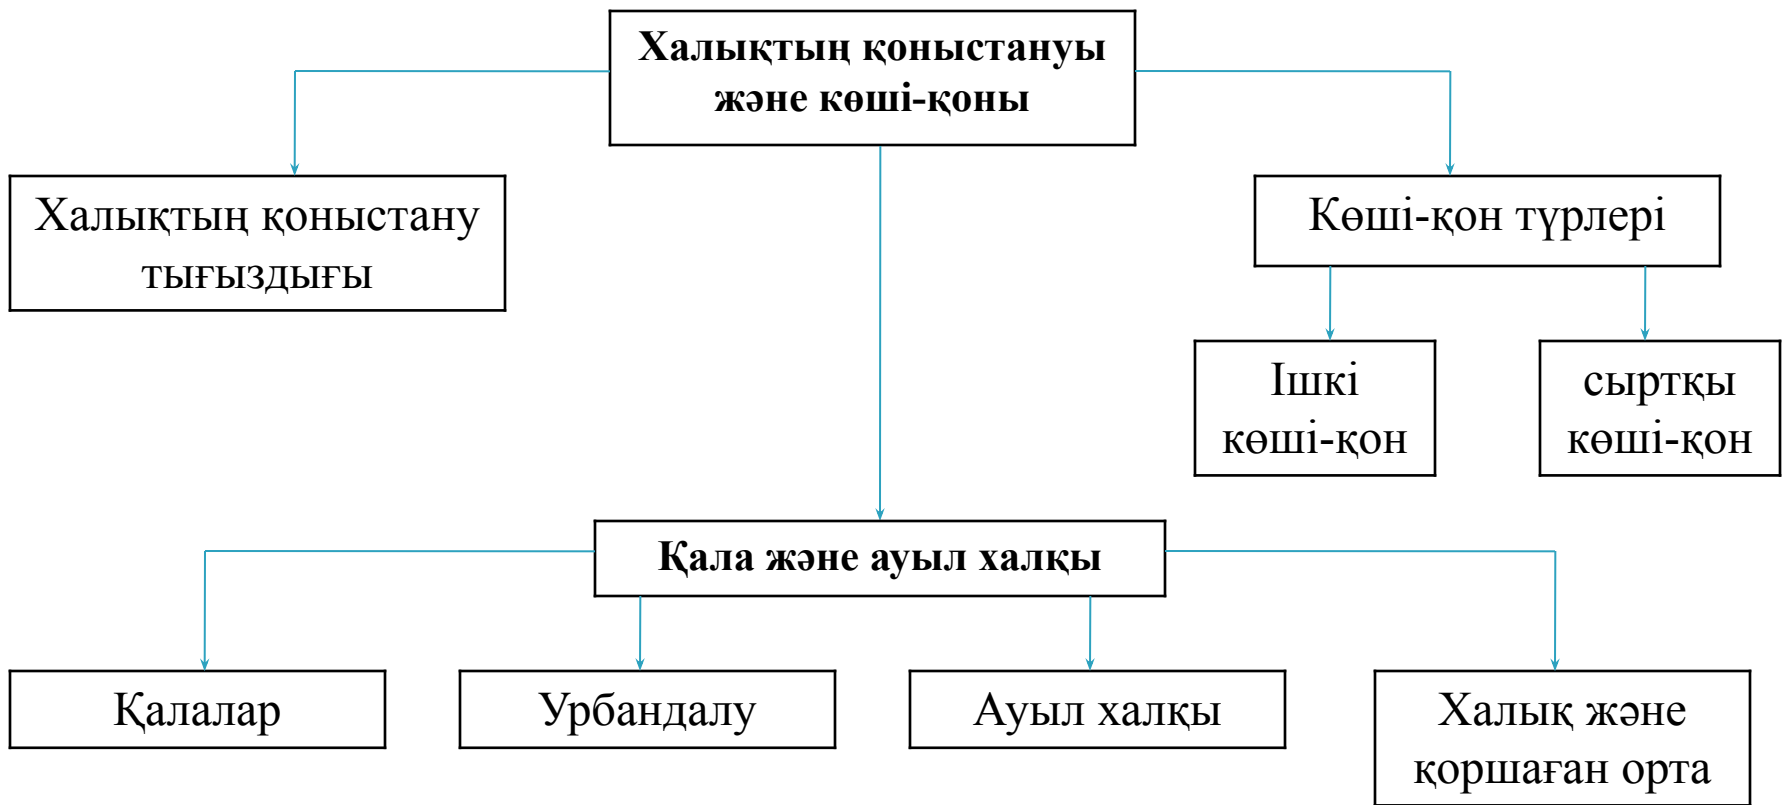 Халықтың қоныстануы
және көші-қоны
Халықтың қоныстану
тығыздығы
Көші-қон түрлері
Ішкі
көші-қон
сыртқы
көші-қон
Қала және ауыл халқы
Қалалар
Урбандалу
Ауыл халқы
Халық және
қоршаған орта